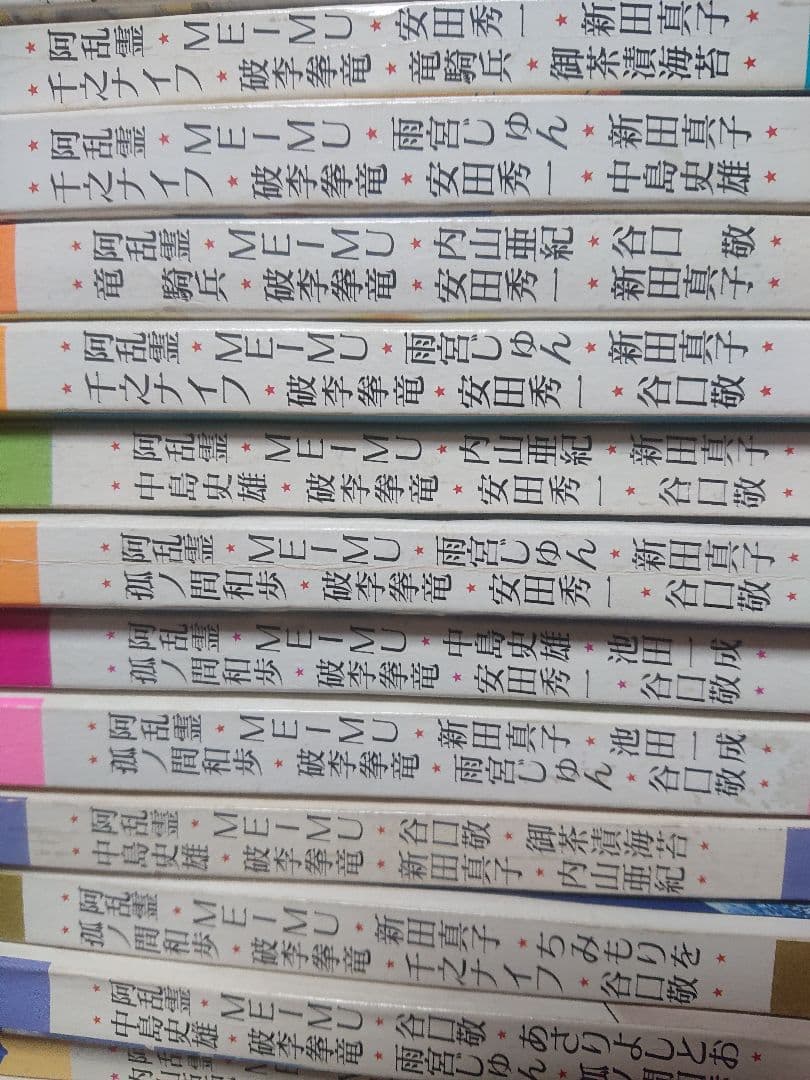 阿乱霊★MEIMU★安田秀一★新田真子
★千之ナイフ★破李拳竜★竜騎兵★御茶漬海苔★
阿乱霊★MEIMU★雨宮じゅん★新田真子★
★千之ナイフ★破李拳竜★安田秀一★中島史雄★
★阿乱霊★MEIMU★内山亜紀★谷口敬★
★竜騎兵★破李拳竜★安田秀一★新田真子★
★阿乱霊★MEIMU★雨宮じゅん★新田真子★
★千之ナイフ★破李拳竜★安田秀一★谷口敬★
★阿乱霊★MEIMU★内山亜紀★新田真子★
★中島史雄★破李拳竜★安田秀一★谷口敬★
★阿乱霊★MEIMU★雨宮じゅん★新田真子★
★孤ノ間和歩★破李拳竜★安田秀一★谷口敬★
★阿乱霊★MEIMU★中島史雄★池田一成★
★孤ノ間和歩★破李拳竜★安田秀一★谷口敬★
★阿乱霊★MEIMU★新田真子★池田一成★
★孤ノ間和歩★破李拳竜★雨宮じゅん★谷口敬★
★阿乱霊★MEIMU★谷口敬★御茶漬海苔★
★中島史雄★破李拳竜★新田真子★内山亜紀★
★阿乱霊★MEIMU★新田真子★ちみもりを★
★孤ノ間和歩★破李拳竜★千之ナイフ★谷口敬★
★阿乱霊★MEIMU★谷口敬★あさりよしとお★
★中島史雄★破李拳竜★雨宮じゅん★孤ノ間